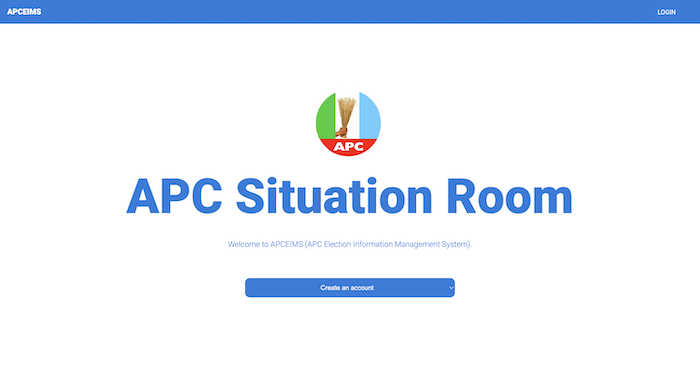 APCEIMS
LOGIN
APC
APC Situation Room
Welcome to APCEIMS (APC Election Information Management System).
Create an account